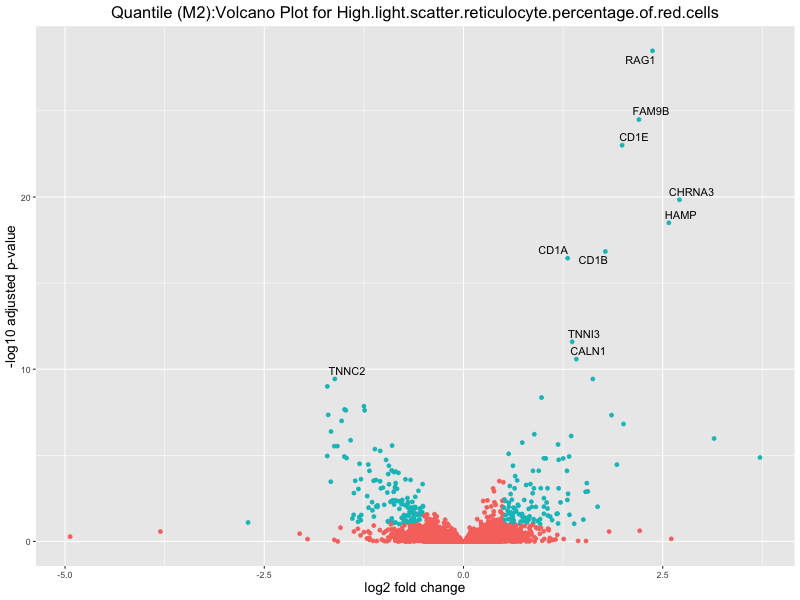 Quantile (M2):Volcano Plot for High.light.scatter.reticulocyte.percentage.of.red.cells
RAG1
FAM9B
CD1E
20
CHRNA3
HAMP
CD1A
CD1B
TNNI3
CALN1
10
TNNC2
0
-5.0
-2.5
0.0
2.5
log2 fold change
-log10 adjusted p-value